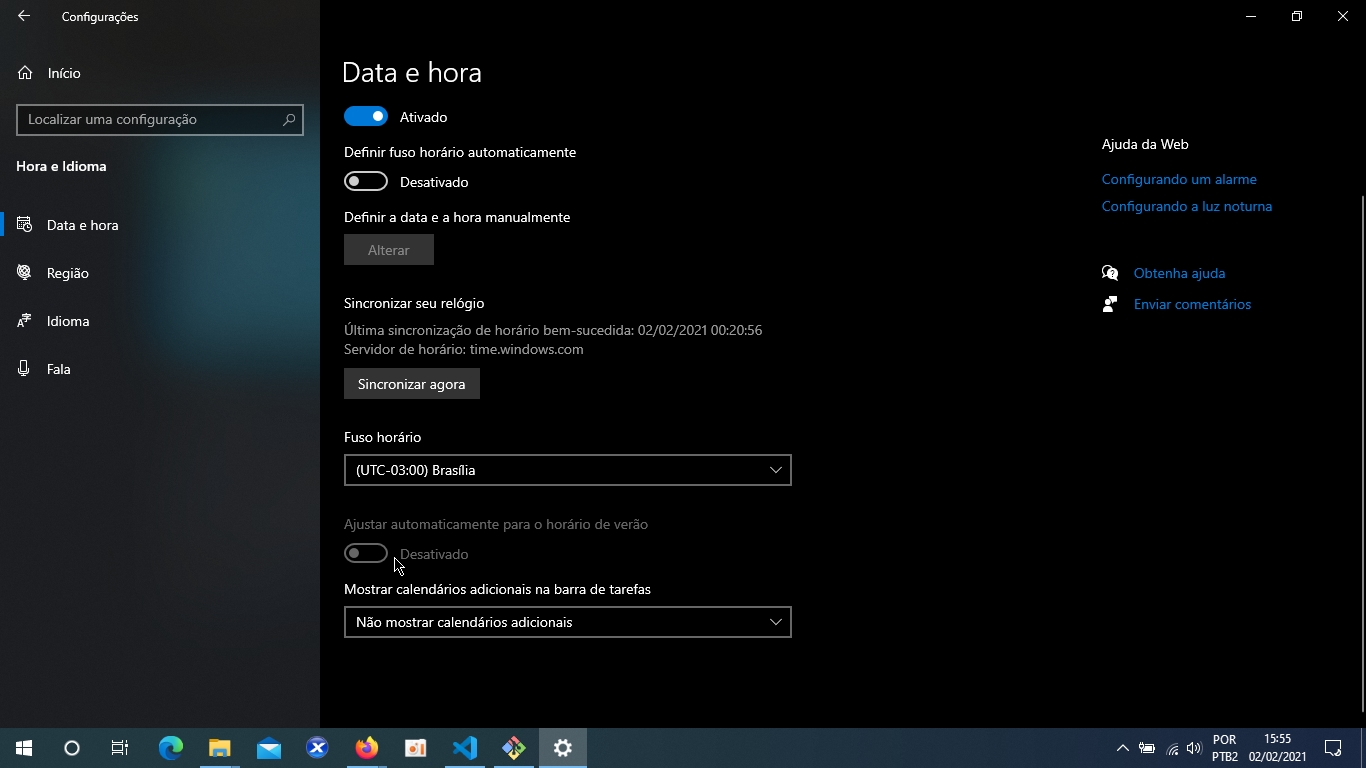 Configurações
Início
Localizar uma configuração
Hora e Idioma
Data e hora
Região
Idioma
Fala
Data e hora
Ativado
Definir fuso horário automaticamente
Desativado
Definir a data e a hora manualmente
Alterar
Sincronizar seu relógio
Última sincronização de horário bem-sucedida: 02/02/2021 00:20:56
Servidor de horário: time.windows.com
Sincronizar agora
Fuso horário
(UTC-03:00) Brasília
Ajustar automaticamente para o horário de verão
Desativado
Mostrar calendários adicionais na barra de tarefas
Não mostrar calendários adicionais
Ajuda da Web
Configurando um alarme
Configurando a luz noturna
Obtenha ajuda
Enviar comentários
POR
PTB2
15:55
02/02/2021